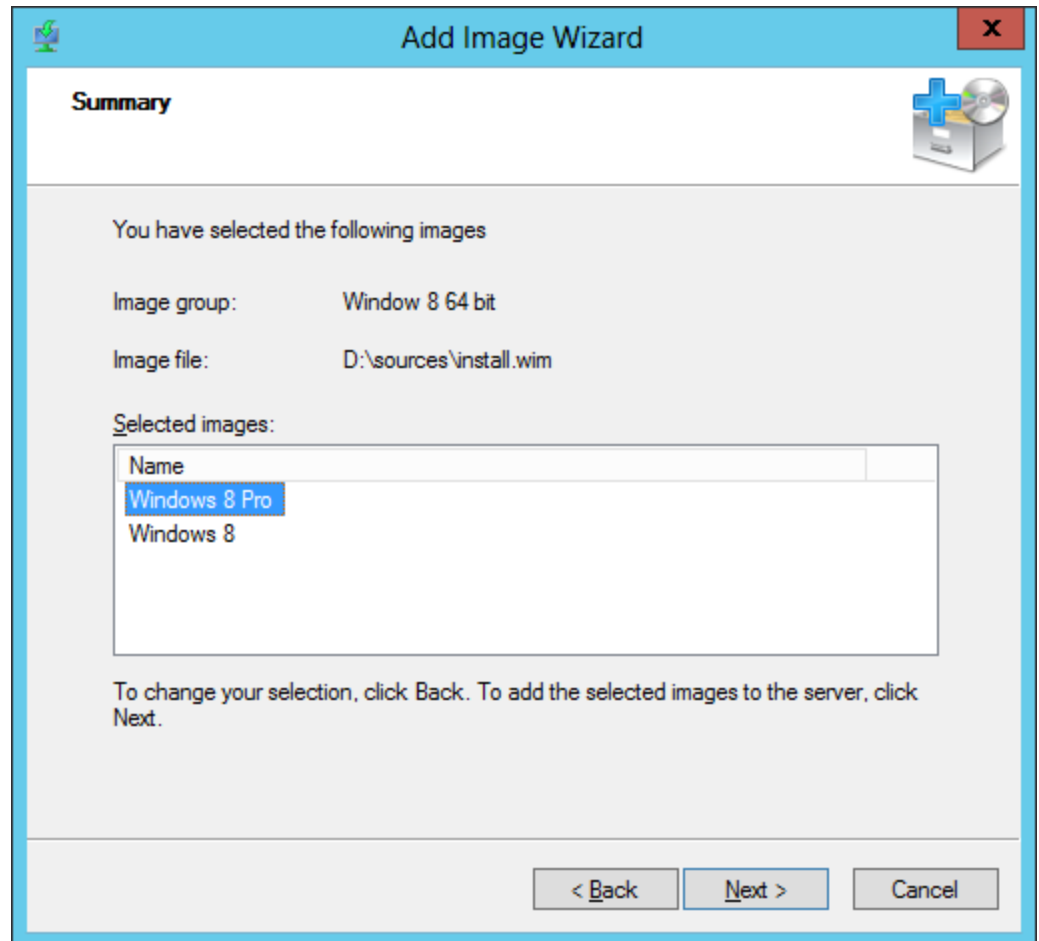 Add Image Wizard
x
Summary
You have selected the following images
Image group: Window 8 64 bit
Image file: D:\sources\install.wim
Selected images:
Name
Windows 8 Pro
Windows 8
To change your selection, click Back. To add the selected images to the server, click
Next.
< Back Next > Cancel